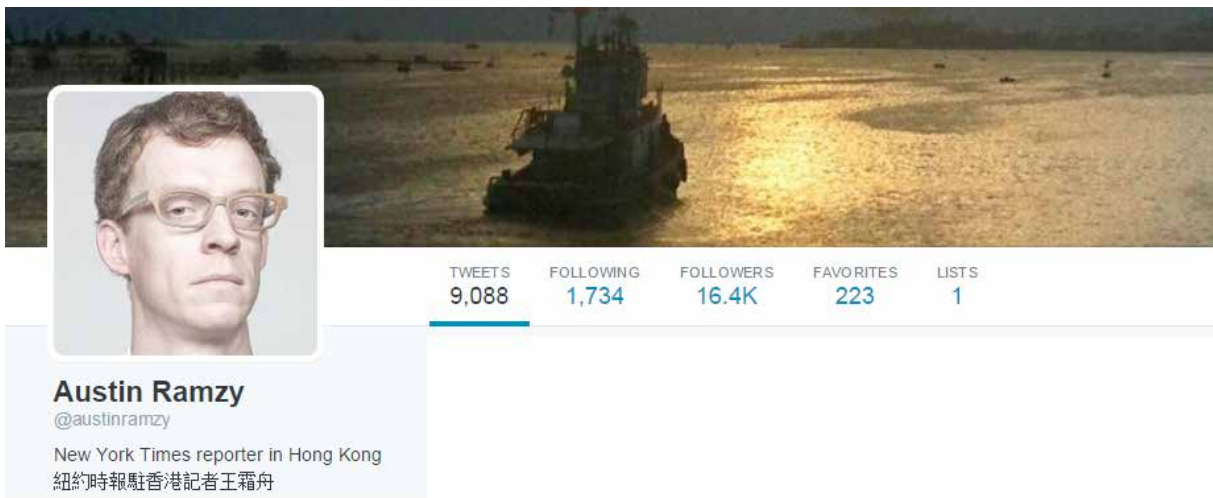 TWEETS FOLLOWING FOLLOWERS FAVORITES LISTS
9,088 1,734 16.4K 223 1
Austin Ramzy
@austinramzy
New York Times reporter in Hong Kong
紐約時報駐香港記者王霜舟